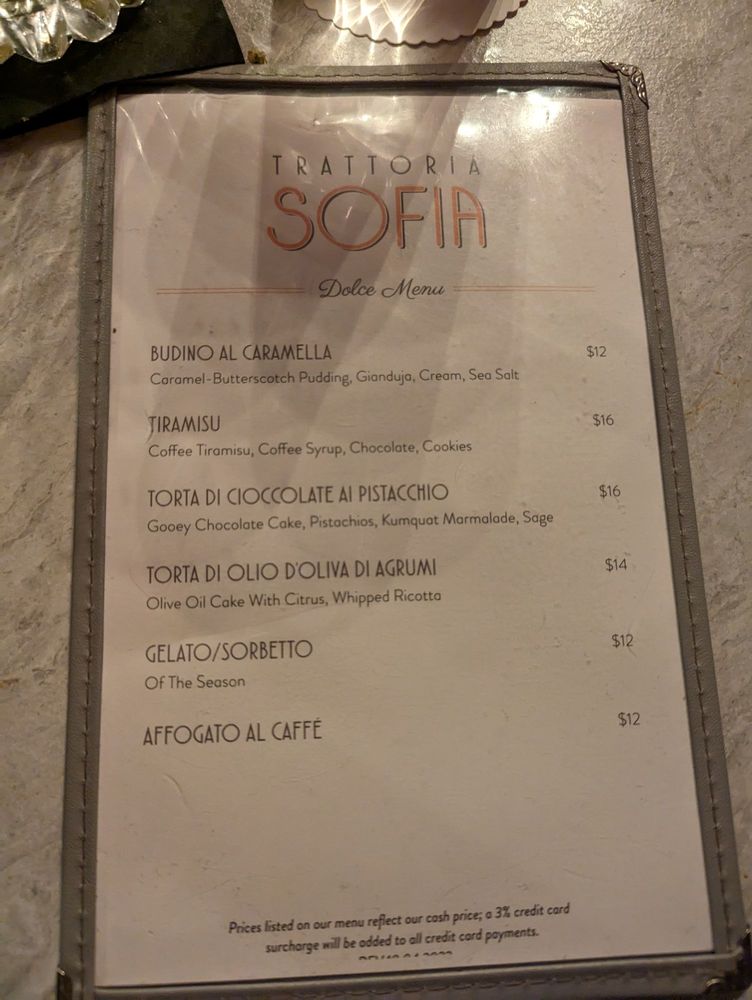 TRATTORIA
SOFIA
Dolce Menu
BUDINO AL CARAMELLA $12
Caramel-Butterscotch Pudding, Gianduja, Cream, Sea Salt
TIRAMISU $16
Coffee Tiramisu, Coffee Syrup, Chocolate, Cookies
TORTA DI CIOCCOLATE AI PISTACCHIO $16
Gooey Chocolate Cake, Pistachios, Kumquat Marmalade, Sage
TORTA DI OLIO D'OLIVA DI AGRUMI $14
Olive Oil Cake With Citrus, Whipped Ricotta
GELATO/SORBETTO $12
Of The Season
AFFOGATO AL CAFFÉ $12
Prices listed on our menu reflect our cash price; a 3% credit card
surcharge will be added to all credit card payments.